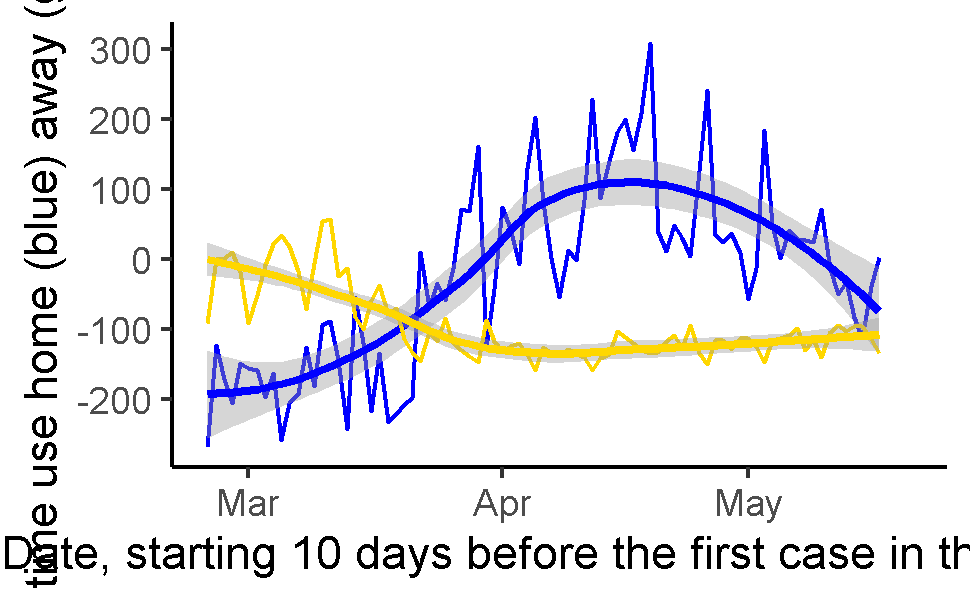 time use home (blue) away (
300
200
100
0
-100
-200
Mar Apr May
Date, starting 10 days before the first case in th